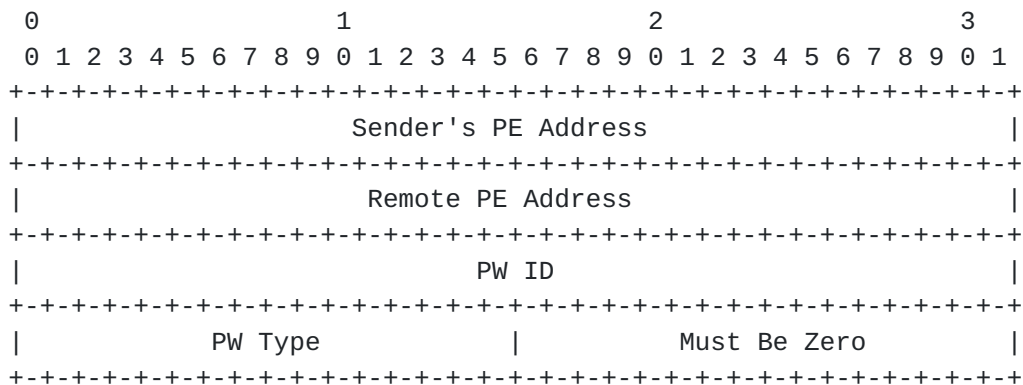 0                   1                   2                   3
 0 1 2 3 4 5 6 7 8 9 0 1 2 3 4 5 6 7 8 9 0 1 2 3 4 5 6 7 8 9 0 1
+-+-+-+-+-+-+-+-+-+-+-+-+-+-+-+-+-+-+-+-+-+-+-+-+-+-+-+-+-+-+-+-+
|                     Sender's PE Address                       |
+-+-+-+-+-+-+-+-+-+-+-+-+-+-+-+-+-+-+-+-+-+-+-+-+-+-+-+-+-+-+-+-+
|                      Remote PE Address                        |
+-+-+-+-+-+-+-+-+-+-+-+-+-+-+-+-+-+-+-+-+-+-+-+-+-+-+-+-+-+-+-+-+
|                             PW ID                             |
+-+-+-+-+-+-+-+-+-+-+-+-+-+-+-+-+-+-+-+-+-+-+-+-+-+-+-+-+-+-+-+-+
|            PW Type            |          Must Be Zero         |
+-+-+-+-+-+-+-+-+-+-+-+-+-+-+-+-+-+-+-+-+-+-+-+-+-+-+-+-+-+-+-+-+